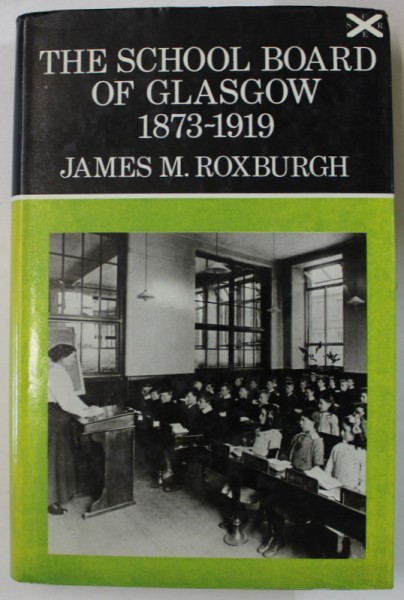 THE SCHOOL BOARD
OF GLASGOW
1873-1919
JAMES M. ROXBURGH